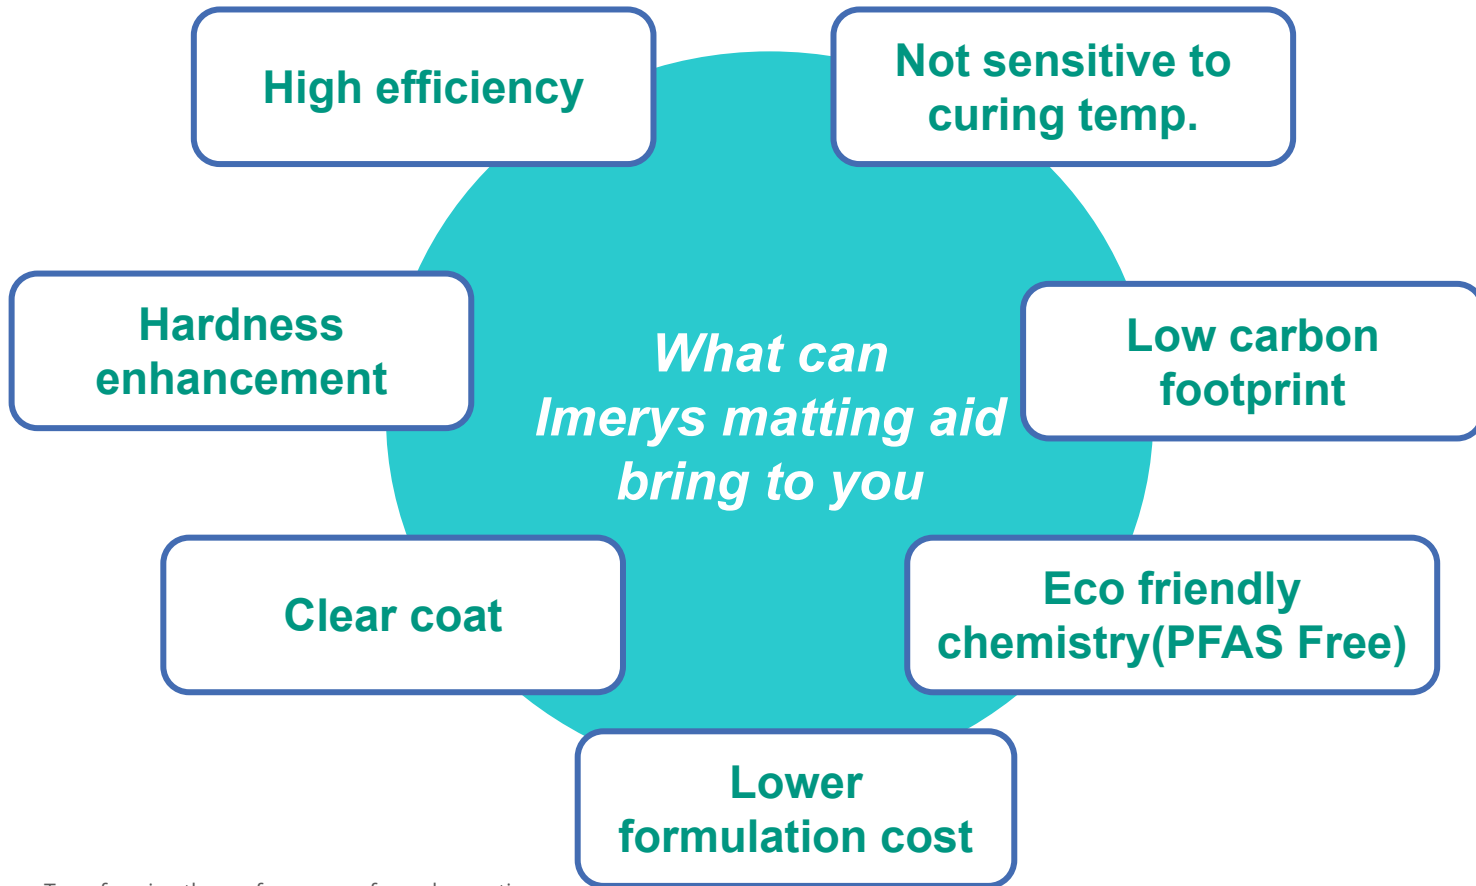 High efficiency
Not sensitive to
curing temp.
Hardness
enhancement
What can
Imerys matting aid
bring to you
Low carbon
footprint
Clear coat
Eco friendly
chemistry(PFAS Free)
Lower
formulation cost